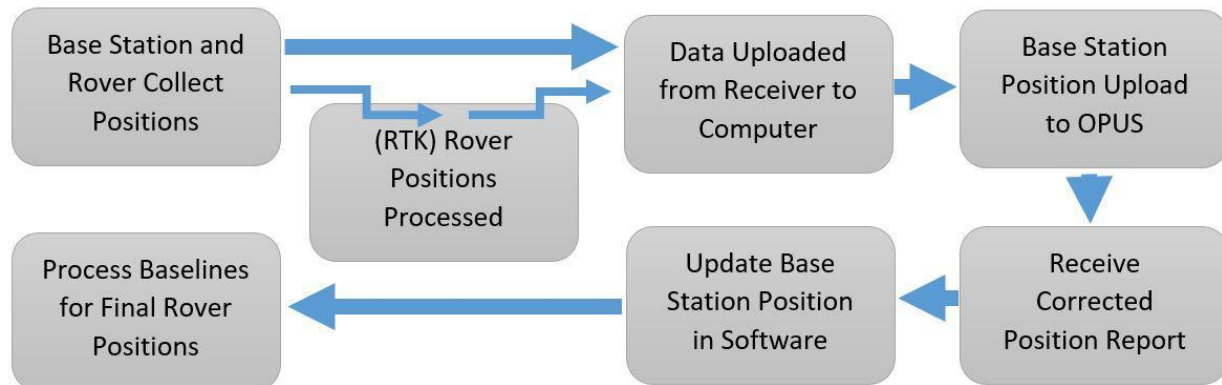 Base Station and
Rover Collect
Positions
(RTK) Rover
Positions
Processed
Data Uploaded
from Receiver to
Computer
Base Station
Position Upload
to OPUS
Receive
Corrected
Position Report
Update Base
Station Position
in Software
Process Baselines
for Final Rover
Positions